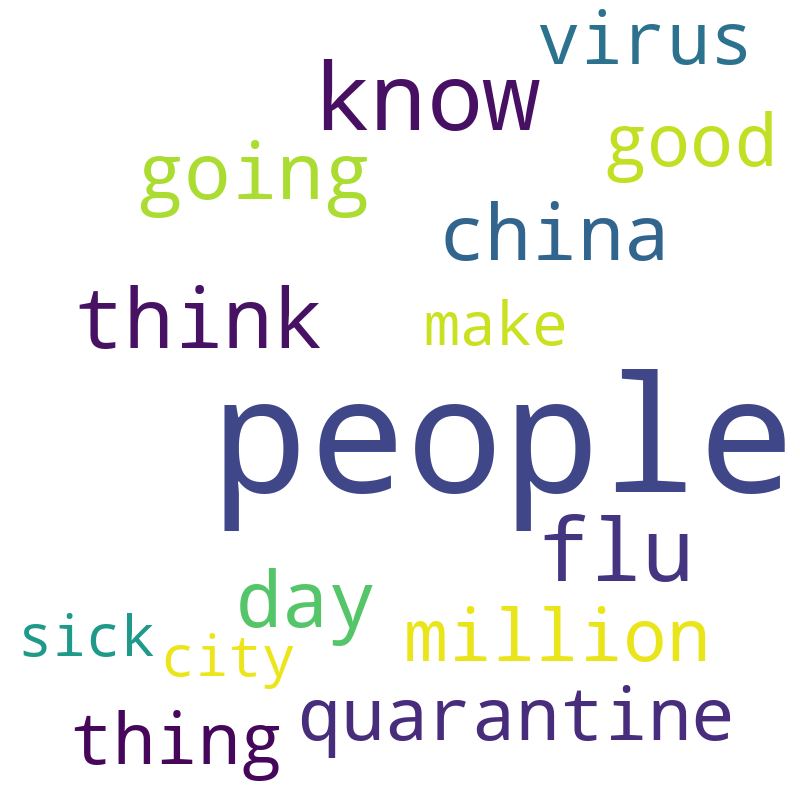 virus
know
good
going
china
think
make
people
flu
day
million
sick
city
quarantine
thing